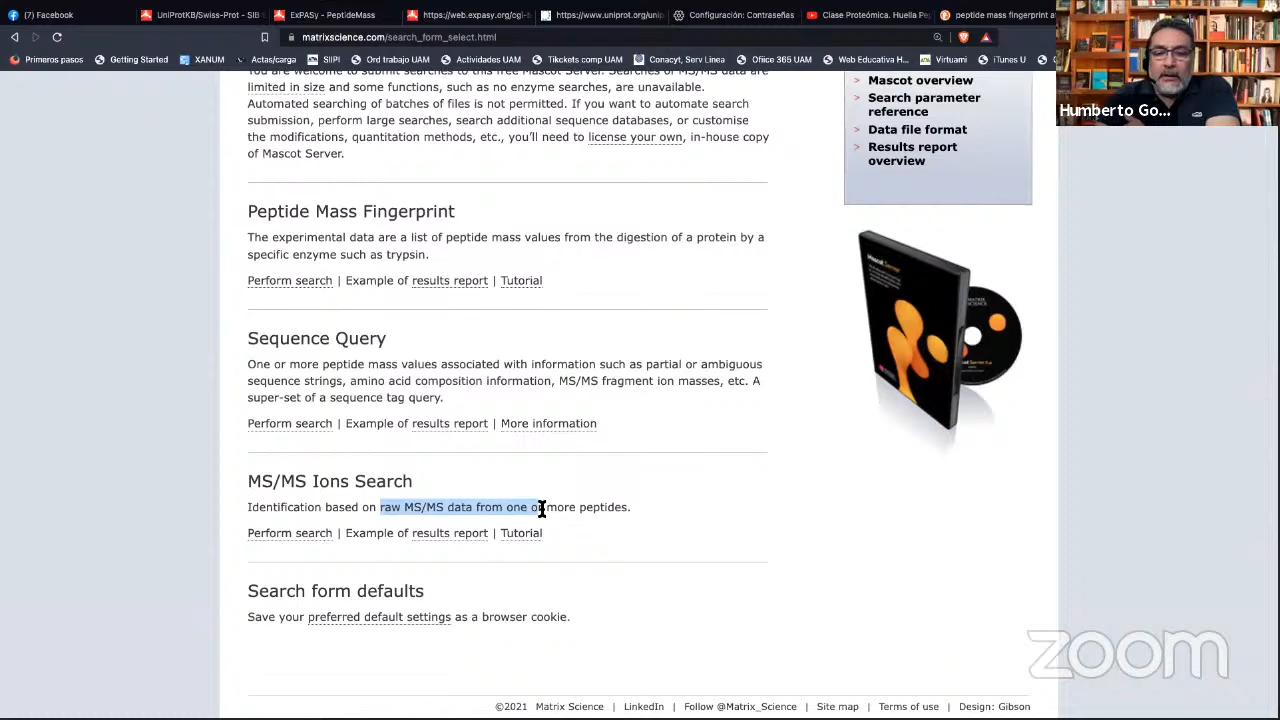 (7) Facebook
UniProtKB/Swiss-Prot - SIB
ExPASy - PeptideMass
https://web.expasy.org/cgi-
https://www.uniprot.org/unip
Configuración: Contraseñas
Clase Proteómica. Huella Pe
peptide mass fingerprint at
matrixscience.com/search_form_select.html
Primeros pasos
Getting Started
XANUM
Actas/carga
SIIPI
Ord trabajo UAM
Actividades UAM
Tikcets comp UAM
Conacyt, Serv Linea
Office 365 UAM
Web Educativa H...
Virtuami
iTunes U
You are welcome to submit searches to this free Mascot Server. Searches of MS/MS data are
limited in size and some functions, such as no enzyme searches, are unavailable.
Automated searching of batches of files is not permitted. If you want to automate search
submission, perform large searches, search additional sequence databases, or customise
the modifications, quantitation methods, etc., you'll need to license your own, in-house copy
of Mascot Server.
Peptide Mass Fingerprint
The experimental data are a list of peptide mass values from the digestion of a protein by a
specific enzyme such as trypsin.
Perform search | Example of results report | Tutorial
Sequence Query
One or more peptide mass values associated with information such as partial or ambiguous
sequence strings, amino acid composition information, MS/MS fragment ion masses, etc. A
super-set of a sequence tag query.
Perform search | Example of results report | More information
MS/MS Ions Search
Identification based on raw MS/MS data from one or more peptides.
Perform search | Example of results report | Tutorial
Search form defaults
Save your preferred default settings as a browser cookie.
> Mascot overview
> Search parameter
reference
> Data file format
> Results report
overview
Humberto Go...
zoom
©2021 Matrix Science | LinkedIn | Follow @Matrix_Science | Site map | Terms of use | Design: Gibson